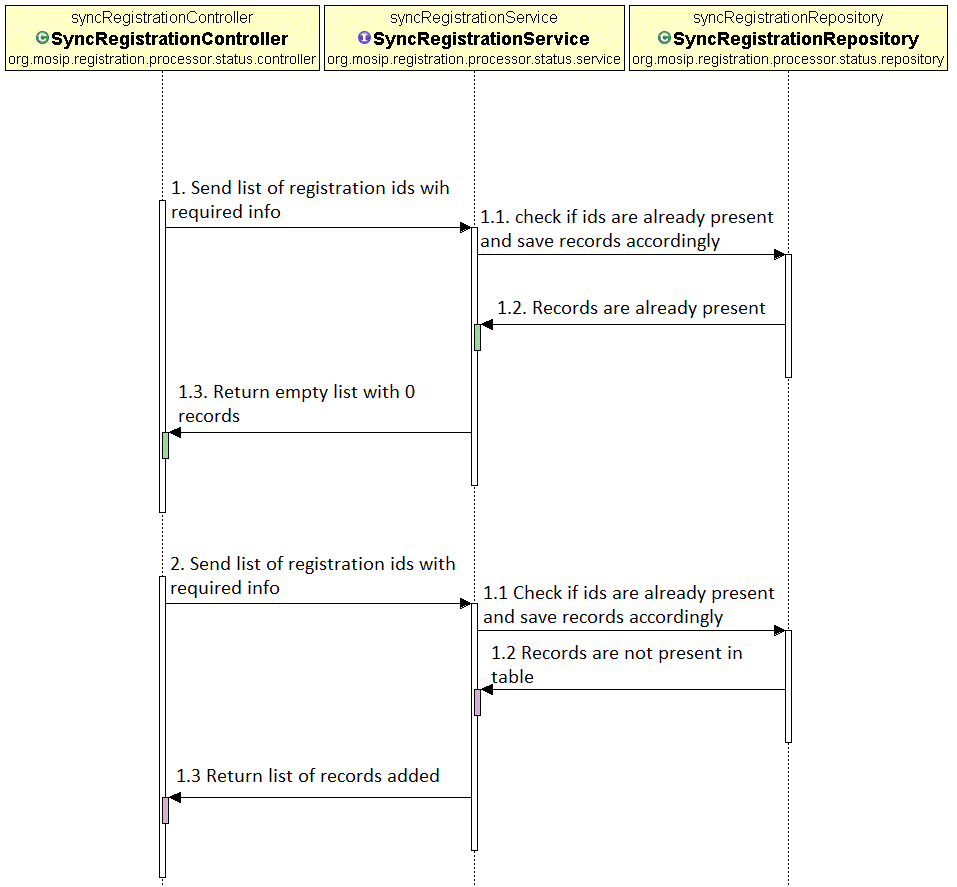 syncRegistrationController
C SyncRegistrationController
org.mosip.registration.processor.status.controller
syncRegistrationService
I SyncRegistrationService
org.mosip.registration.processor.status.service
syncRegistrationRepository
C SyncRegistrationRepository
org.mosip.registration.processor.status.repository
1. Send list of registration ids wih
required info
1.1. check if ids are already present
and save records accordingly
1.2. Records are already present
1.3. Return empty list with 0
records
2. Send list of registration ids with
required info
1.1 Check if ids are already present
and save records accordingly
1.2 Records are not present in
table
1.3 Return list of records added